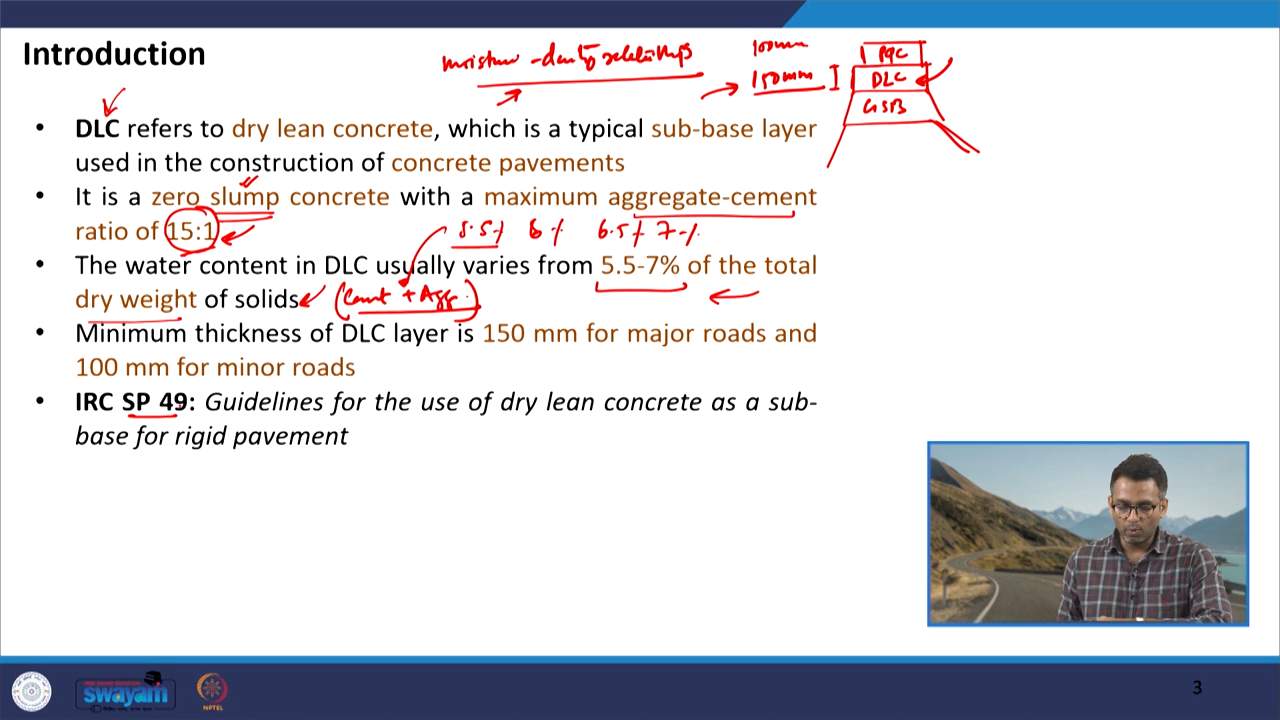 Introduction
moisture-density relationships
100mm
150mm
PQC
DLC
GSB
• DLC refers to dry lean concrete, which is a typical sub-base layer
used in the construction of concrete pavements
• It is a zero slump concrete with a maximum aggregate-cement
ratio of 15:1
5.5% 6% 6.5% 7%
• The water content in DLC usually varies from 5.5-7% of the total
dry weight of solids (Cement + Agg.)
• Minimum thickness of DLC layer is 150 mm for major roads and
100 mm for minor roads
• IRC SP 49: Guidelines for the use of dry lean concrete as a sub-
base for rigid pavement
swayam
NPTEL
3